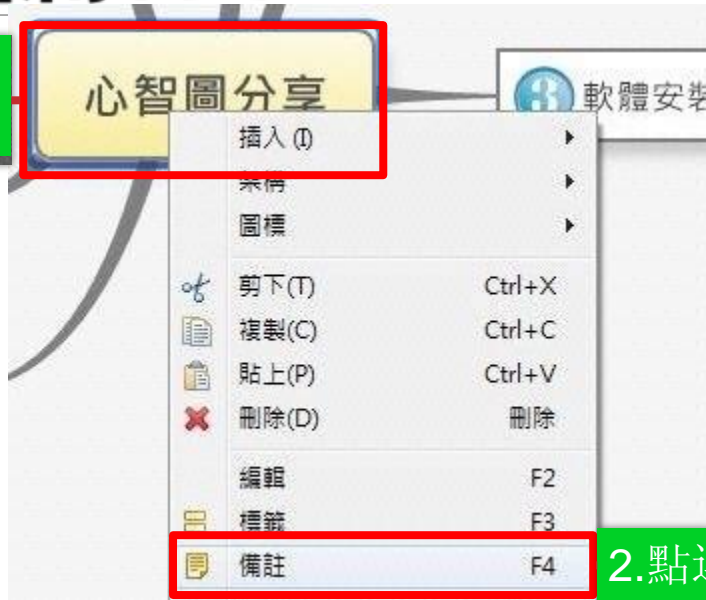 心智圖分享
3 軟體安裝
插入(I)
架構
圖標
剪下(T) Ctrl+X
複製(C) Ctrl+C
貼上(P) Ctrl+V
刪除(D) 刪除
編輯 F2
標籤 F3
備註 F4
2.點